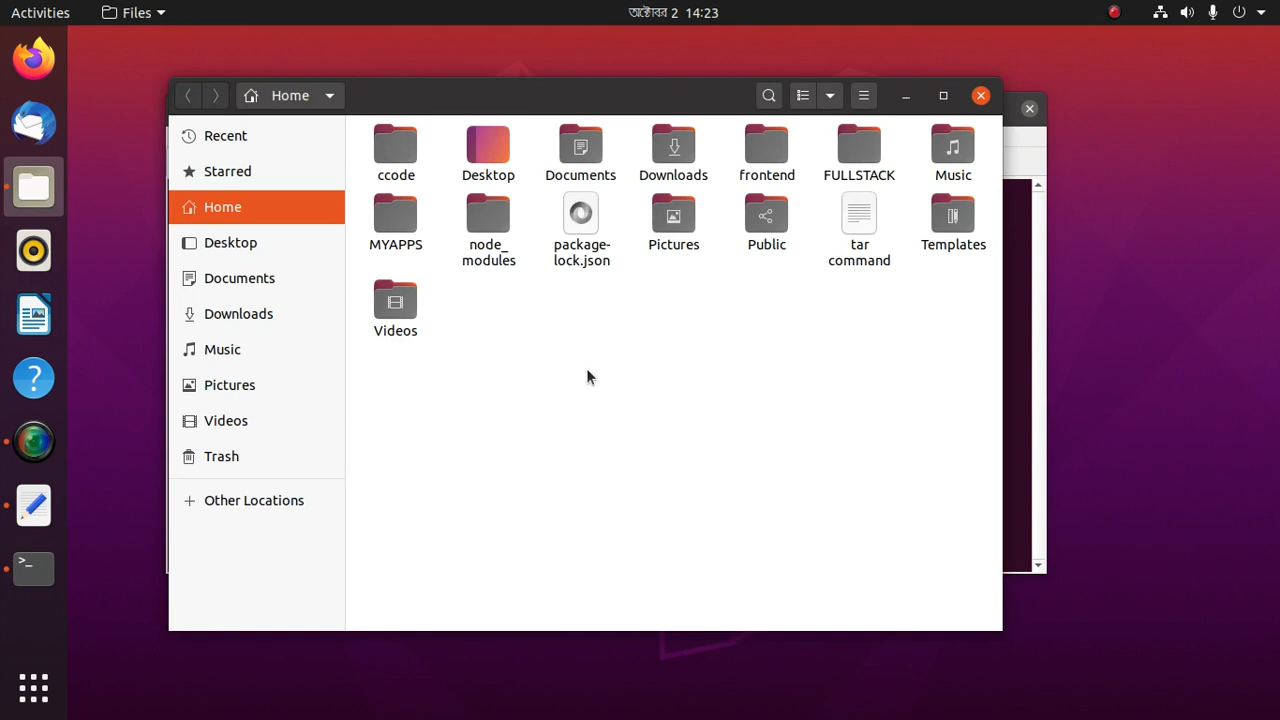 Activities Files অক্টোবর 2 14:23
Home
Recent
Starred
Home
Desktop
Documents
Downloads
Music
Pictures
Videos
Trash
Other Locations
ccode Desktop Documents Downloads frontend FULLSTACK Music
MYAPPS node_ package- Pictures Public tar Templates
modules lock.json command
Videos